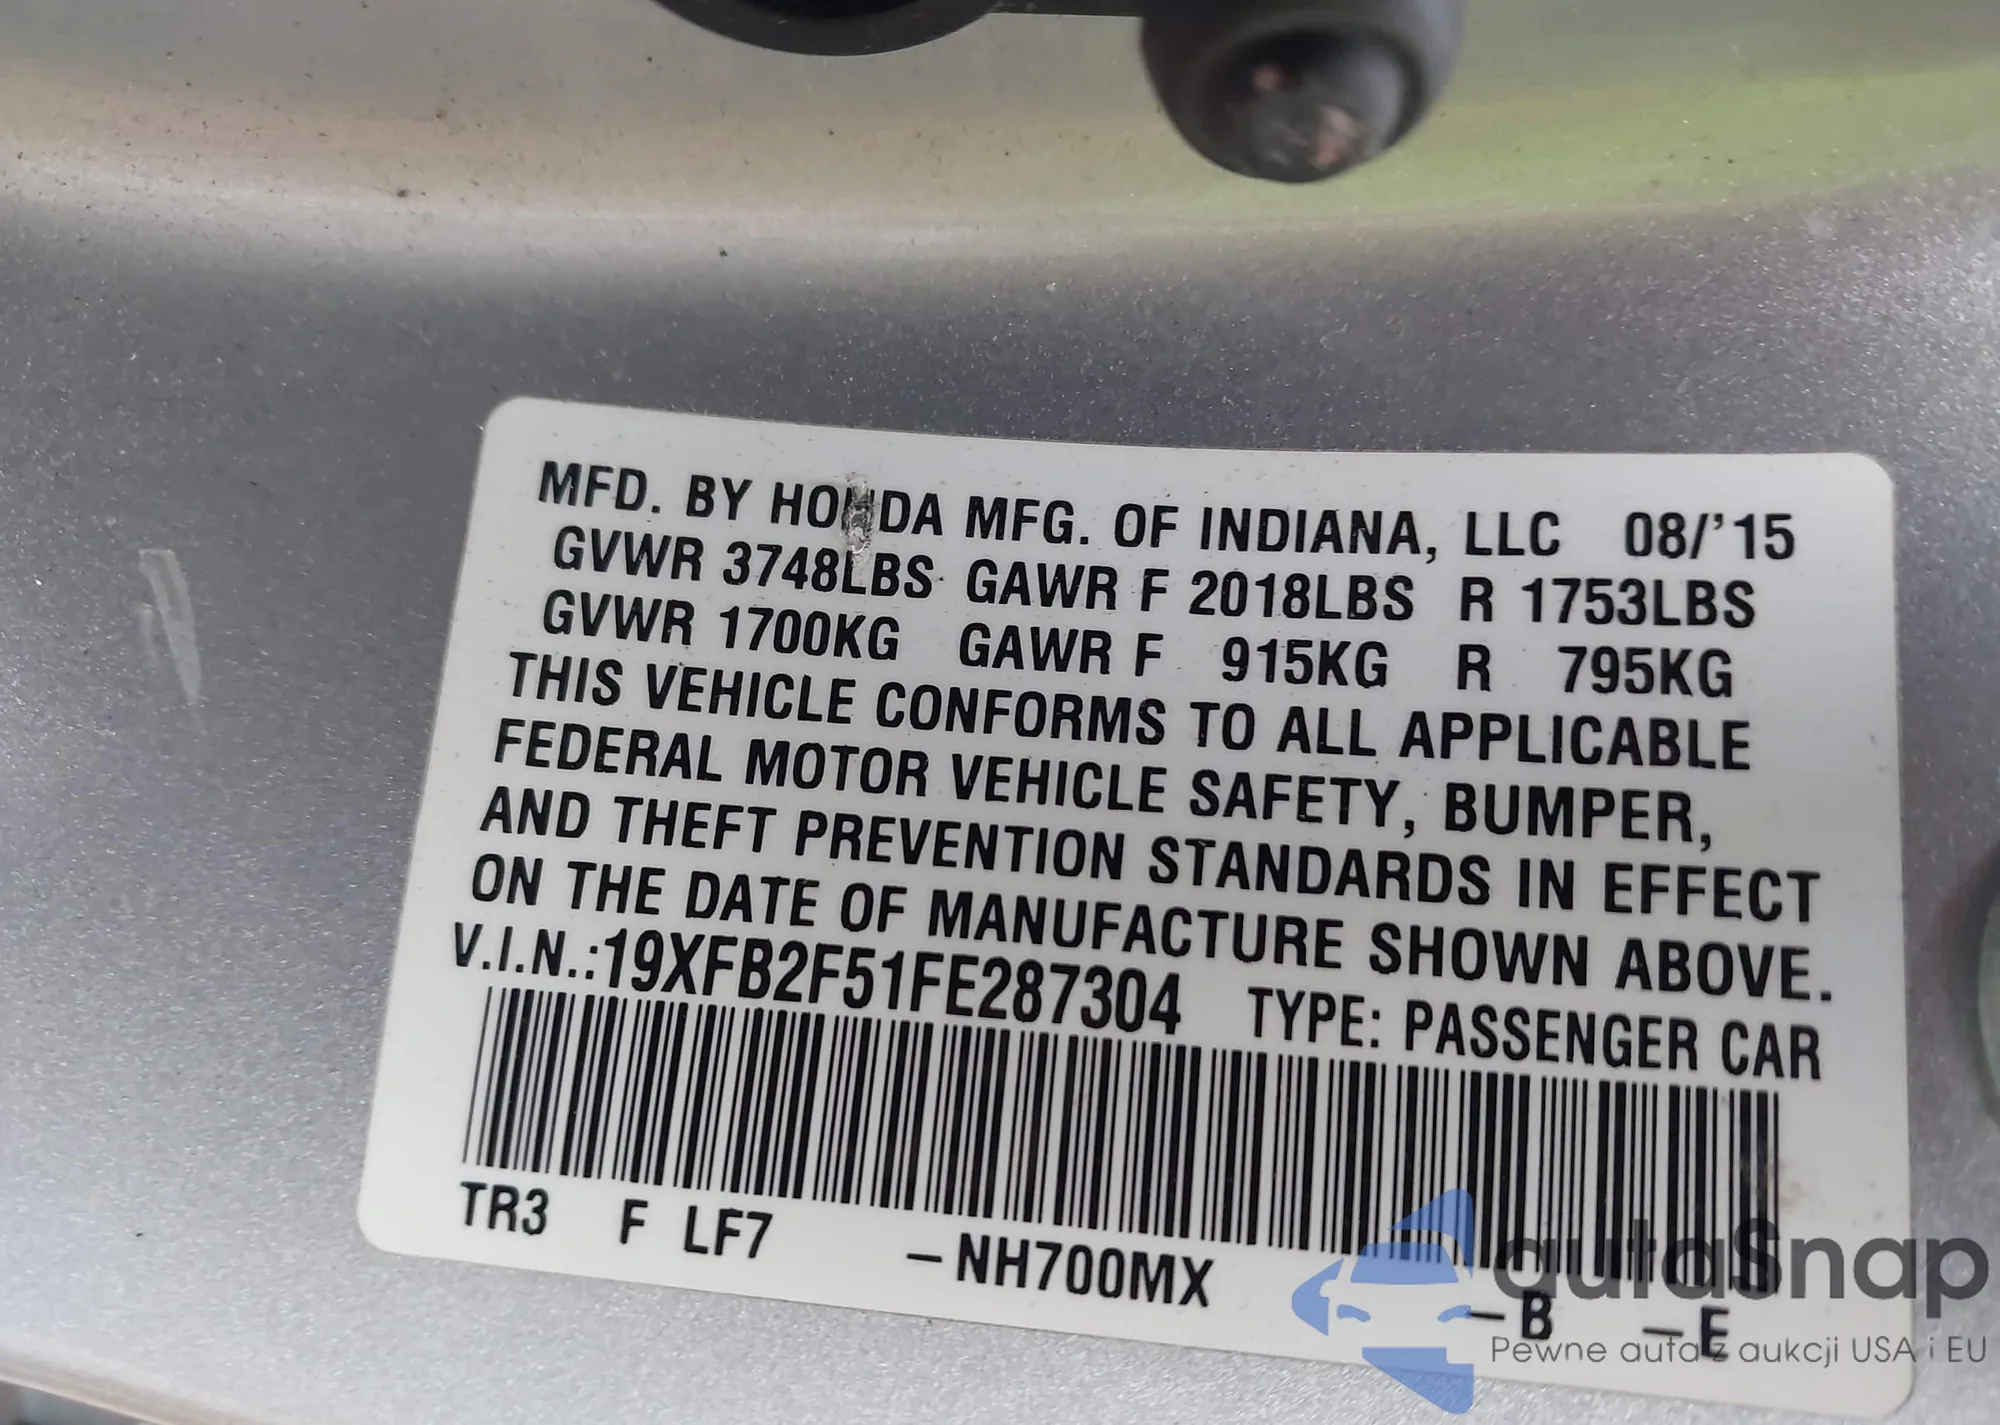 MFD. BY HONDA MFG. OF INDIANA, LLC 08/'15
GVWR 3748LBS GAWR F 2018LBS R 1753LBS
GVWR 1700KG GAWR F 915KG R 795KG
THIS VEHICLE CONFORMS TO ALL APPLICABLE
FEDERAL MOTOR VEHICLE SAFETY, BUMPER,
AND THEFT PREVENTION STANDARDS IN EFFECT
ON THE DATE OF MANUFACTURE SHOWN ABOVE.
V.I.N.:19XFB2F51FE287304 TYPE: PASSENGER CAR
TR3 F LF7 –NH700MX –B –E
autaSnap
Pewne auta z aukcji USA i EU